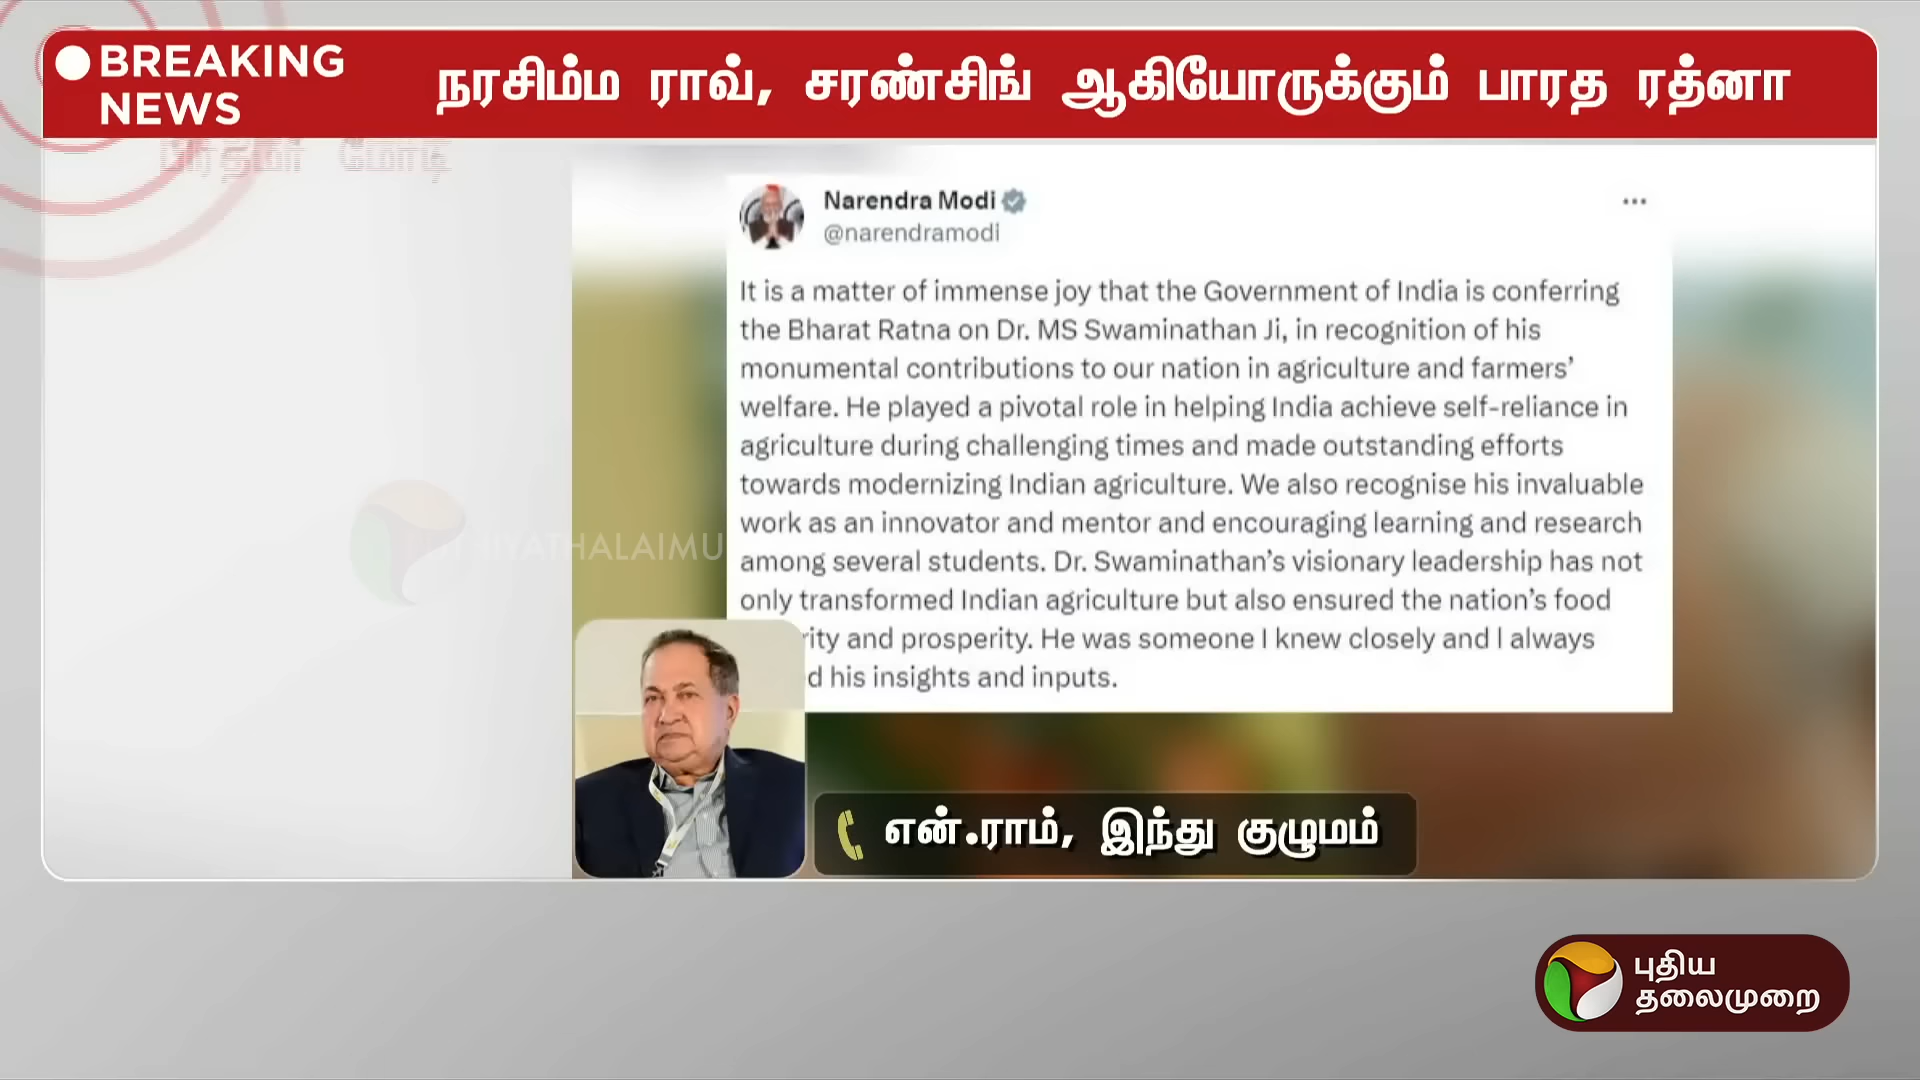 BREAKING
NEWS
நரசிம்ம ராவ், சரண்சிங் ஆகியோருக்கும் பாரத ரத்னா
Narendra Modi
@narendramodi
It is a matter of immense joy that the Government of India is conferring
the Bharat Ratna on Dr. MS Swaminathan Ji, in recognition of his
monumental contributions to our nation in agriculture and farmers’
welfare. He played a pivotal role in helping India achieve self-reliance in
agriculture during challenging times and made outstanding efforts
towards modernizing Indian agriculture. We also recognise his invaluable
work as an innovator and mentor and encouraging learning and research
among several students. Dr. Swaminathan’s visionary leadership has not
only transformed Indian agriculture but also ensured the nation’s food
and prosperity. He was someone I knew closely and I always
his insights and inputs.
என்.ராம், இந்து குழுமம்
புதிய
தலைமுறை